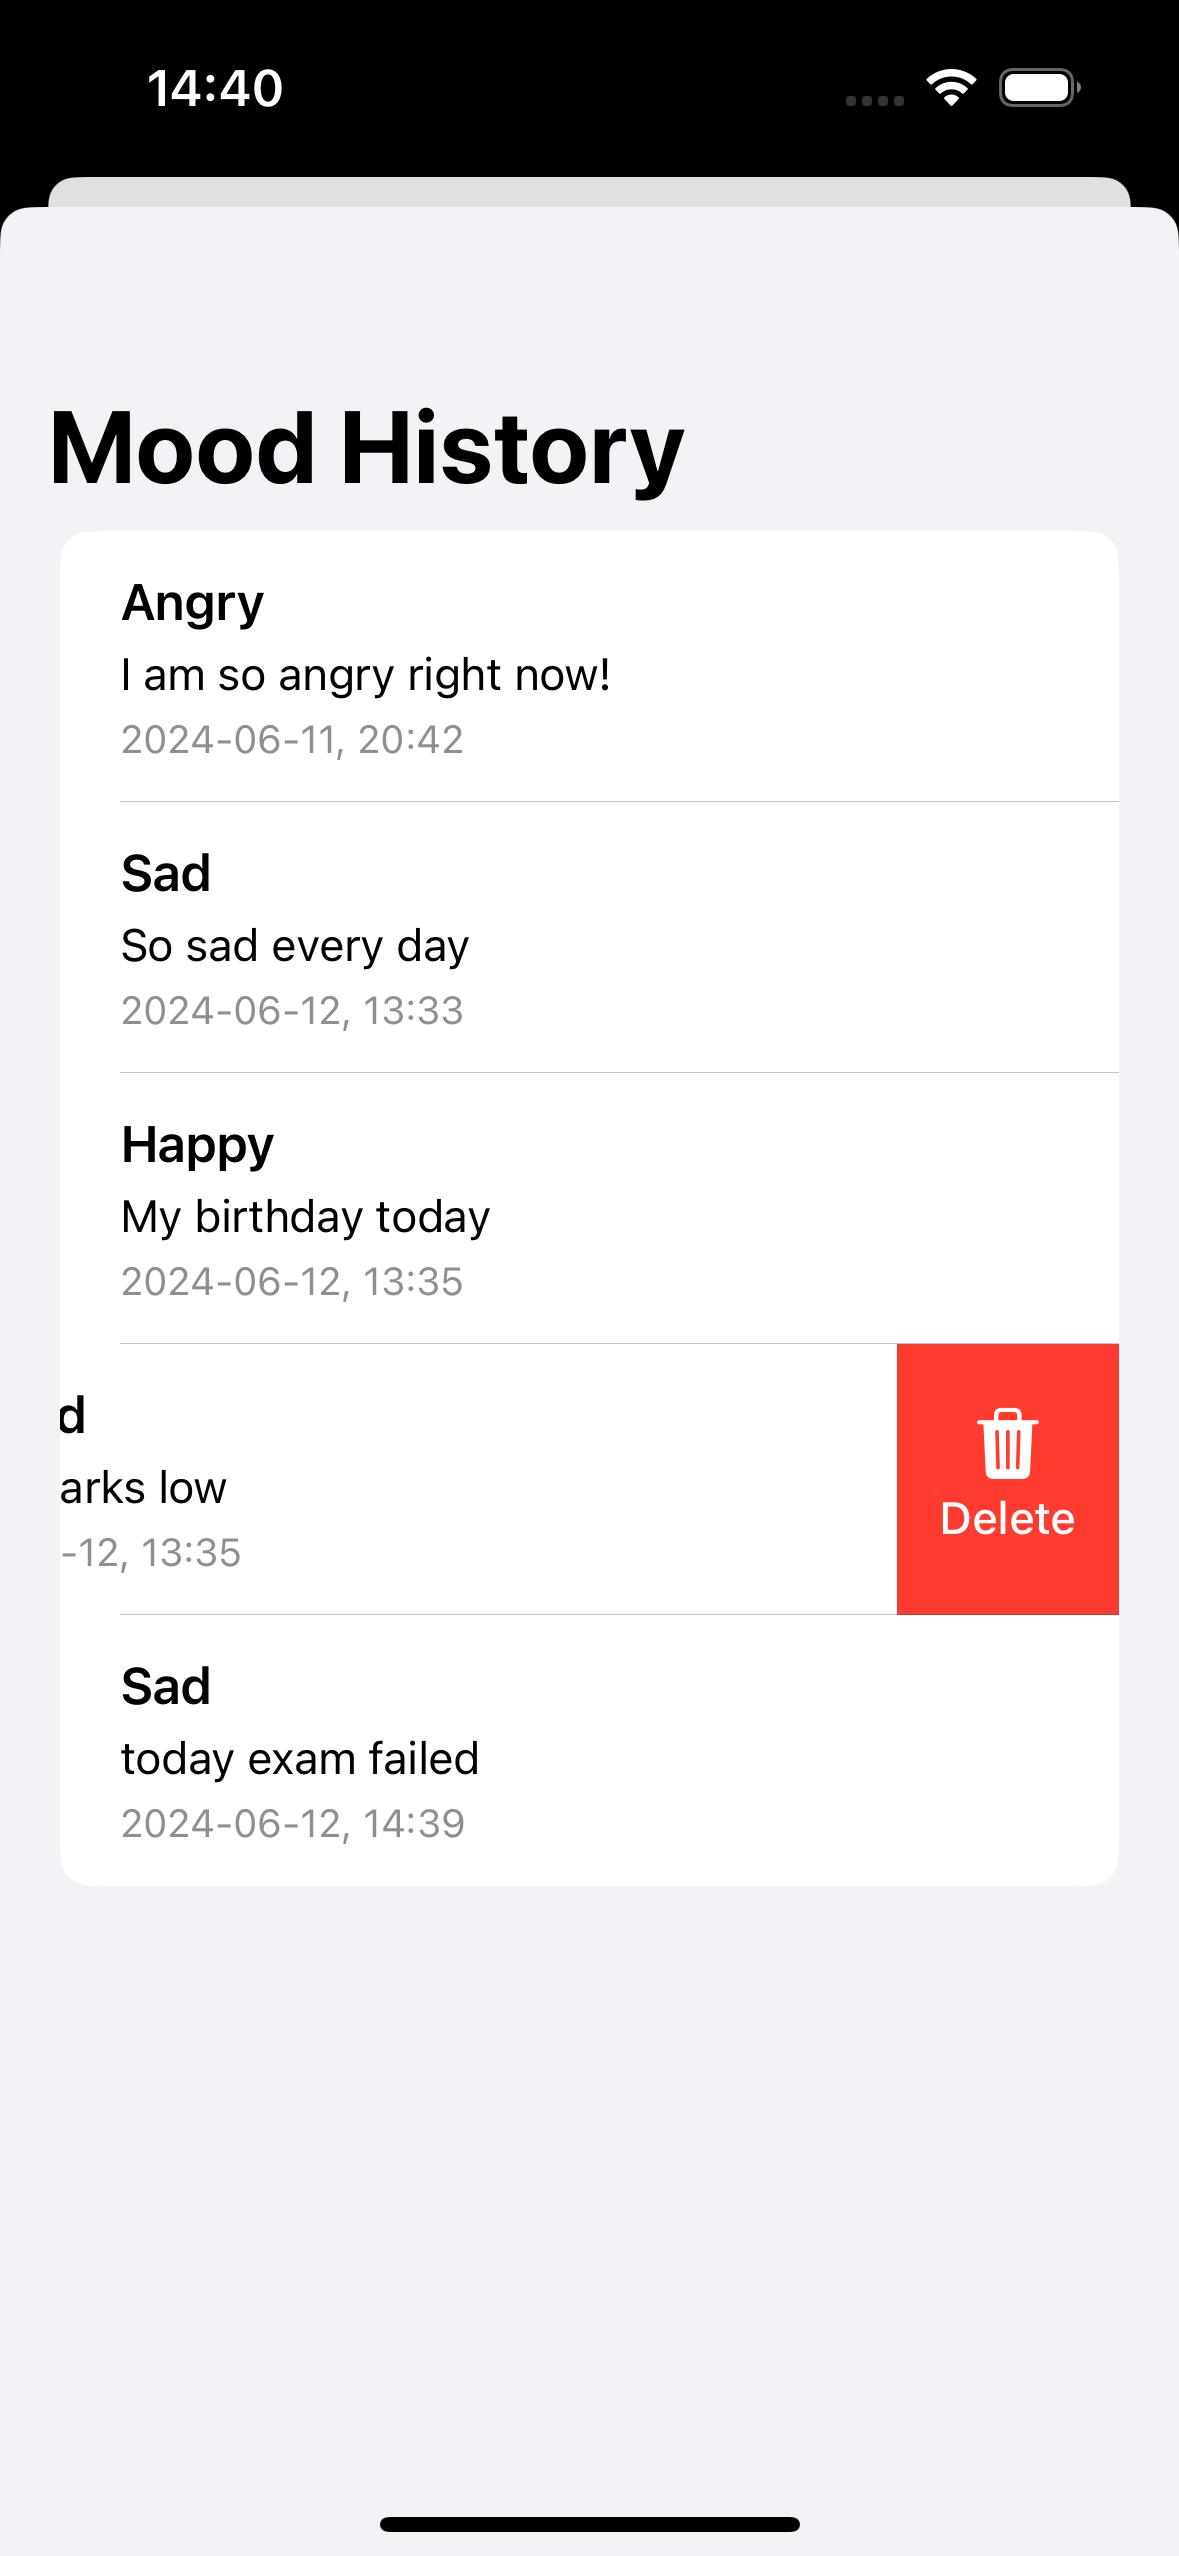 14:40
Mood History
Angry
I am so angry right now!
2024-06-11, 20:42
Sad
So sad every day
2024-06-12, 13:33
Happy
My birthday today
2024-06-12, 13:35
d
arks low
-12, 13:35
Delete
Sad
today exam failed
2024-06-12, 14:39